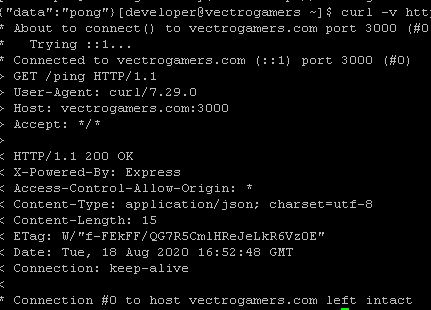 {"data":"pong"}[developer@vectrogamers ~]$ curl -v htt
* About to connect() to vectrogamers.com port 3000 (#0
*   Trying ::1...
* Connected to vectrogamers.com (::1) port 3000 (#0)
> GET /ping HTTP/1.1
> User-Agent: curl/7.29.0
> Host: vectrogamers.com:3000
> Accept: */*
>
< HTTP/1.1 200 OK
< X-Powered-By: Express
< Access-Control-Allow-Origin: *
< Content-Type: application/json; charset=utf-8
< Content-Length: 15
< ETag: W/"f-FEkFF/QG7R5CmlHReJeLkR6Vz0E"
< Date: Tue, 18 Aug 2020 16:52:48 GMT
< Connection: keep-alive
<
* Connection #0 to host vectrogamers.com left intact